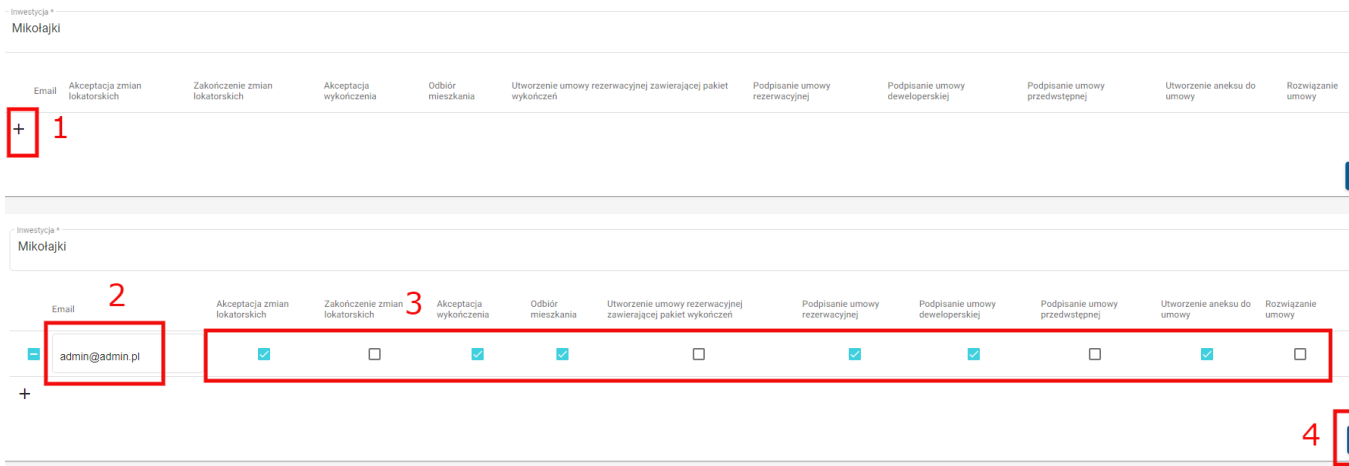 Inwestycja *
Mikołajki
Email Akceptacja zmian lokatorskich Zakończenie zmian lokatorskich Akceptacja wykończenia Odbiór mieszkania Utworzenie umowy rezerwacyjnej zawierającej pakiet wykończeń Podpisanie umowy rezerwacyjnej Podpisanie umowy deweloperskiej Podpisanie umowy przedwstępnej Utworzenie aneksu do umowy Rozwiązanie umowy
+ 1
Inwestycja *
Mikołajki
2
3
Email Akceptacja zmian lokatorskich Zakończenie zmian lokatorskich Akceptacja wykończenia Odbiór mieszkania Utworzenie umowy rezerwacyjnej zawierającej pakiet wykończeń Podpisanie umowy rezerwacyjnej Podpisanie umowy deweloperskiej Podpisanie umowy przedwstępnej Utworzenie aneksu do umowy Rozwiązanie umowy
admin@admin.pl
+
4